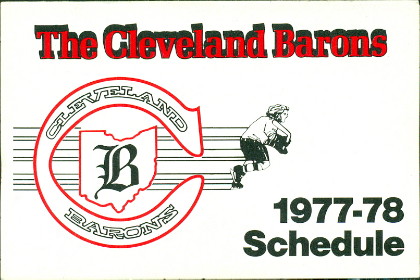 The Cleveland Barons
CLEVELAND
B
BARONS
1977-78
Schedule